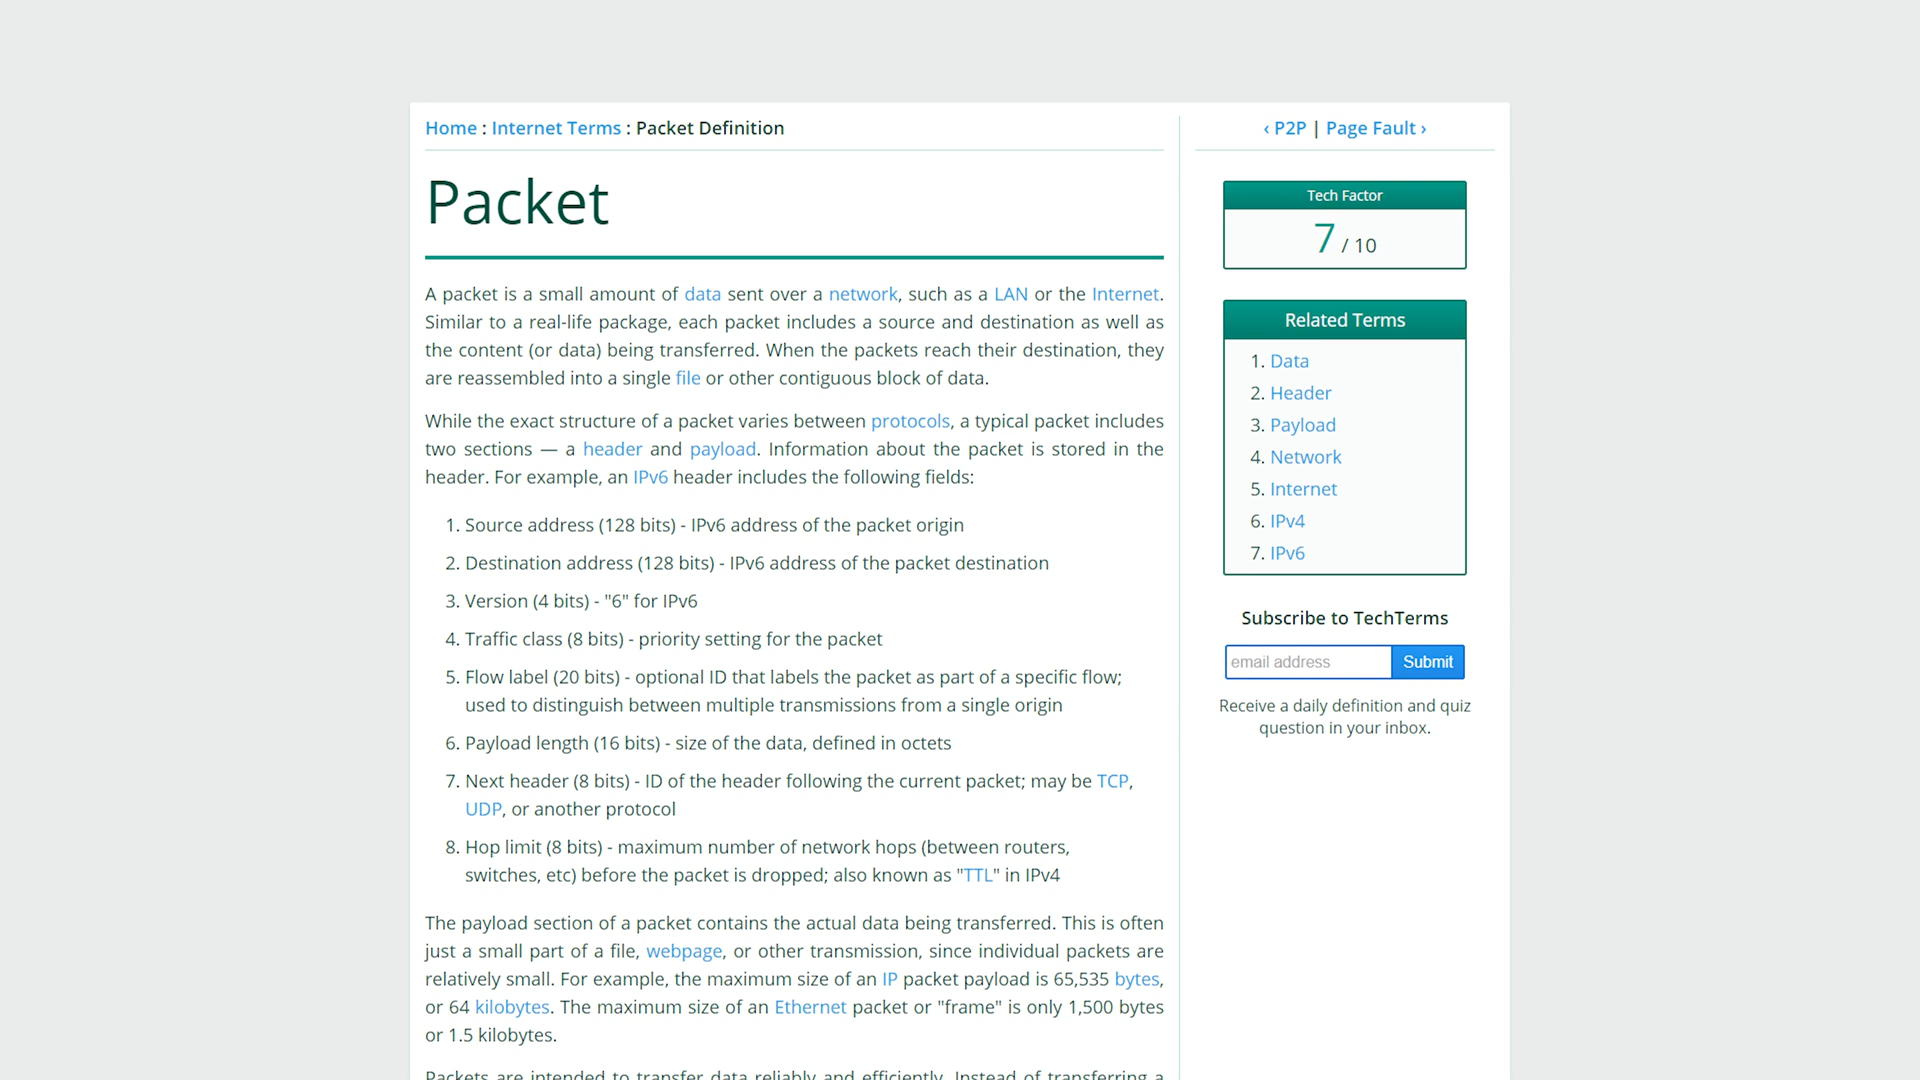 Home : Internet Terms : Packet Definition
Packet
A packet is a small amount of data sent over a network, such as a LAN or the Internet.
Similar to a real-life package, each packet includes a source and destination as well as
the content (or data) being transferred. When the packets reach their destination, they
are reassembled into a single file or other contiguous block of data.
While the exact structure of a packet varies between protocols, a typical packet includes
two sections — a header and payload. Information about the packet is stored in the
header. For example, an IPv6 header includes the following fields:
1. Source address (128 bits) - IPv6 address of the packet origin
2. Destination address (128 bits) - IPv6 address of the packet destination
3. Version (4 bits) - "6" for IPv6
4. Traffic class (8 bits) - priority setting for the packet
5. Flow label (20 bits) - optional ID that labels the packet as part of a specific flow;
used to distinguish between multiple transmissions from a single origin
6. Payload length (16 bits) - size of the data, defined in octets
7. Next header (8 bits) - ID of the header following the current packet; may be TCP,
UDP, or another protocol
8. Hop limit (8 bits) - maximum number of network hops (between routers,
switches, etc) before the packet is dropped; also known as "TTL" in IPv4
The payload section of a packet contains the actual data being transferred. This is often
just a small part of a file, webpage, or other transmission, since individual packets are
relatively small. For example, the maximum size of an IP packet payload is 65,535 bytes,
or 64 kilobytes. The maximum size of an Ethernet packet or "frame" is only 1,500 bytes
or 1.5 kilobytes.
Packets are intended to transfer data reliably and efficiently. Instead of transferring a
‹ P2P | Page Fault ›
Tech Factor
7 / 10
Related Terms
1. Data
2. Header
3. Payload
4. Network
5. Internet
6. IPv4
7. IPv6
Subscribe to TechTerms
email address Submit
Receive a daily definition and quiz
question in your inbox.